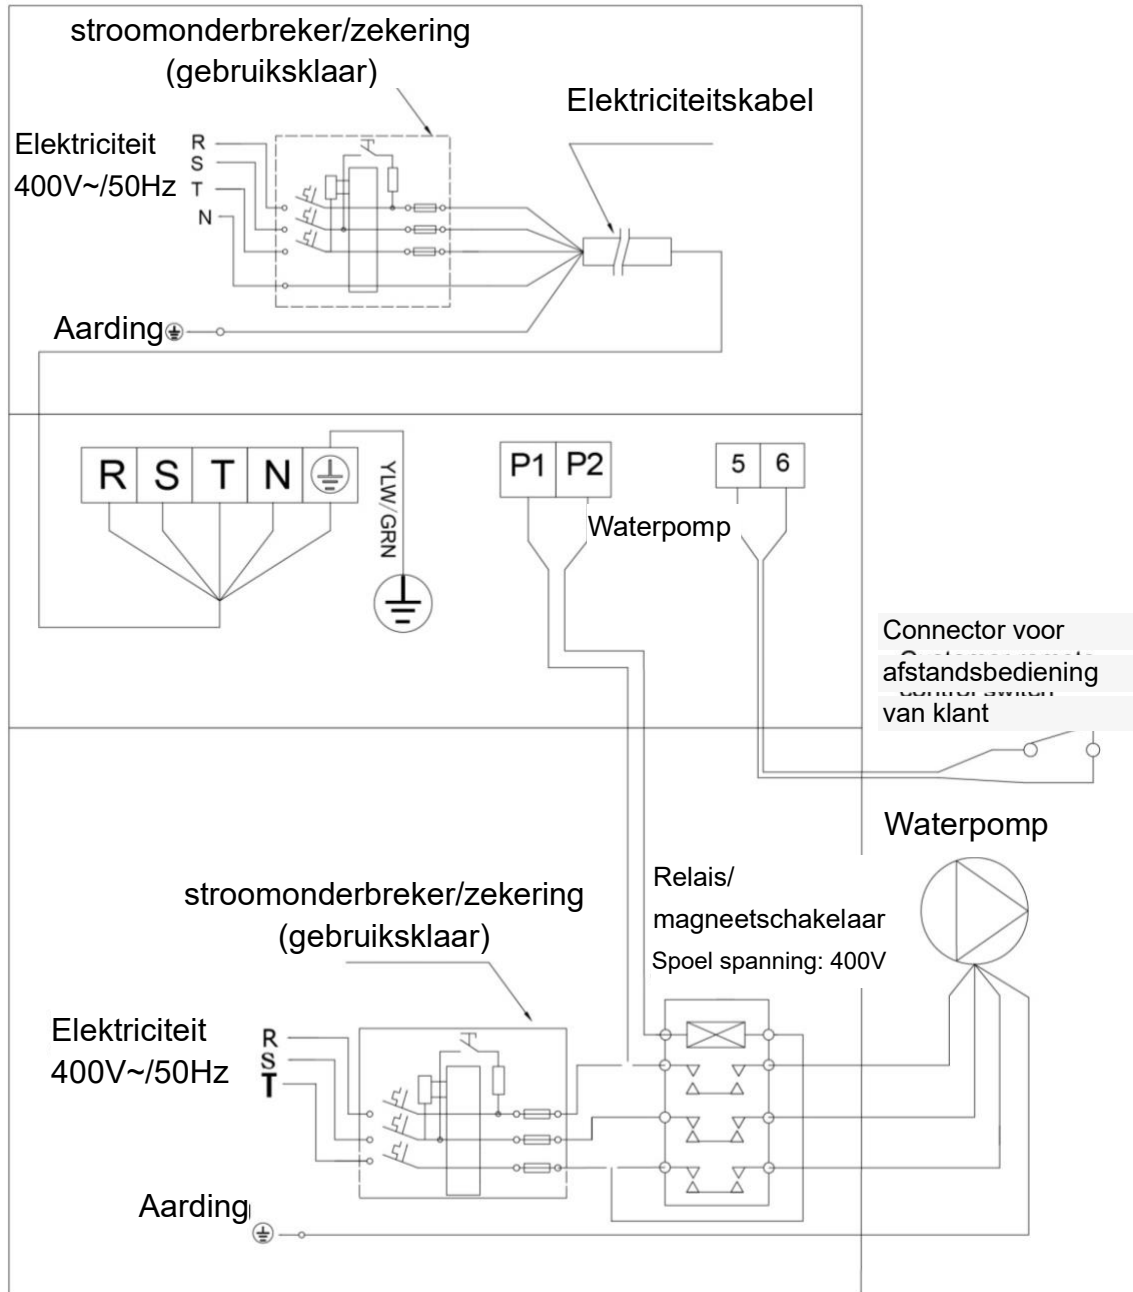 stroomonderbreker/zekering
(gebruiksklaar)
Elektriciteitskabel
Elektriciteit
400V~/50Hz
R
S
T
N
Aarding
R S T N
YLW/GRN
P1 P2
Waterpomp
5 6
Connector voor
afstandsbediening
van klant
Waterpomp
Relais/
magneetschakelaar
Spoel spanning: 400V
stroomonderbreker/zekering
(gebruiksklaar)
Elektriciteit
400V~/50Hz
R
S
T
Aarding